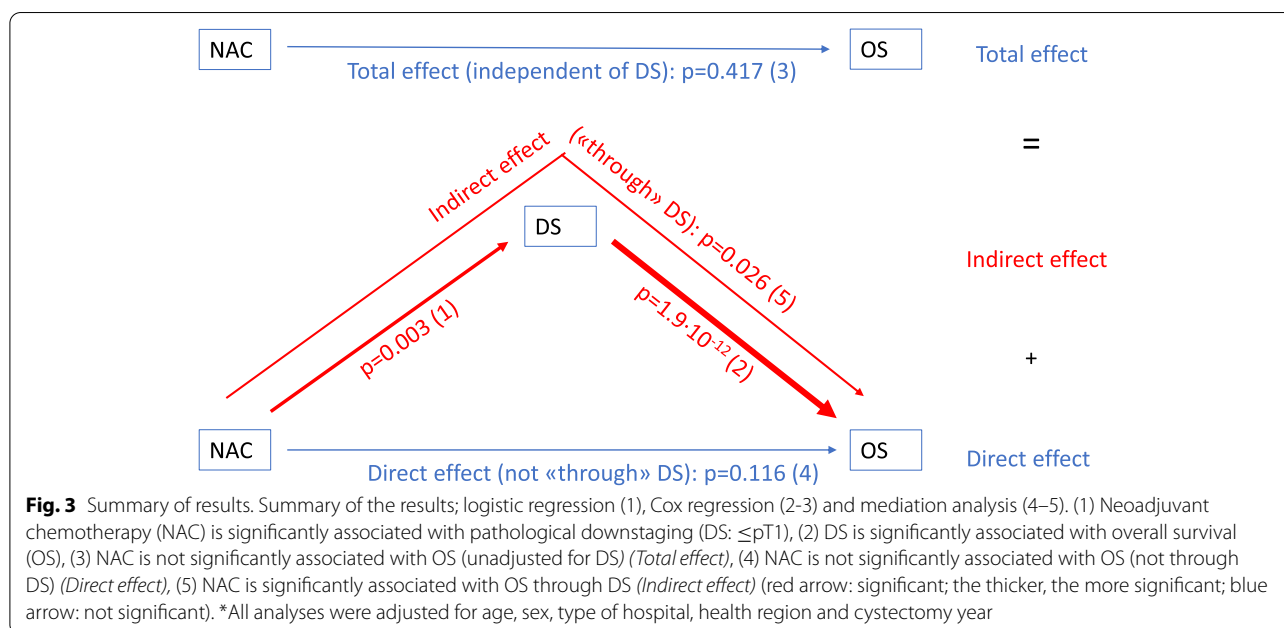 NAC
OS
Total effect
Total effect (independent of DS): p=0.417 (3)
=
Indirect effect
(«through» DS): p=0.026 (5)
DS
Indirect effect
p=0.003 (1)
p=1.9·10⁻¹² (2)
+
NAC
OS
Direct effect
Direct effect (not «through» DS): p=0.116 (4)
Fig. 3 Summary of results. Summary of the results; logistic regression (1), Cox regression (2-3) and mediation analysis (4–5). (1) Neoadjuvant
chemotherapy (NAC) is significantly associated with pathological downstaging (DS: ≤pT1), (2) DS is significantly associated with overall survival
(OS), (3) NAC is not significantly associated with OS (unadjusted for DS) (Total effect), (4) NAC is not significantly associated with OS (not through
DS) (Direct effect), (5) NAC is significantly associated with OS through DS (Indirect effect) (red arrow: significant; the thicker, the more significant; blue
arrow: not significant). *All analyses were adjusted for age, sex, type of hospital, health region and cystectomy year